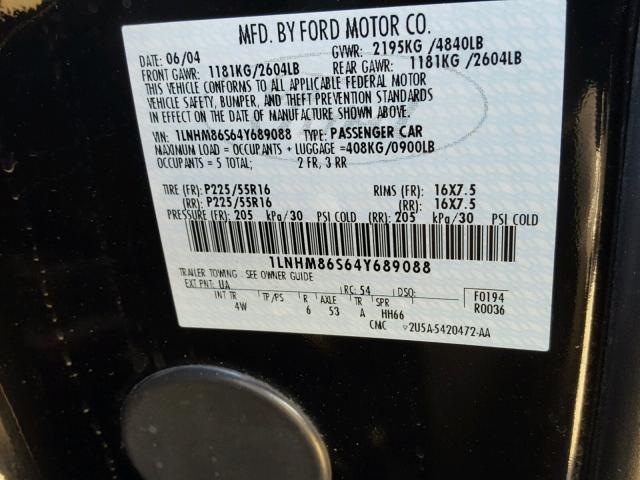 MFD. BY FORD MOTOR CO.
DATE: 06/04 GVWR: 2195KG /4840LB
FRONT GAWR: 1181KG/2604LB REAR GAWR: 1181KG /2604LB
THIS VEHICLE CONFORMS TO ALL APPLICABLE FEDERAL MOTOR
VEHICLE SAFETY, BUMPER, AND THEFT PREVENTION STANDARDS
IN EFFECT ON THE DATE OF MANUFACTURE SHOWN ABOVE.
VIN: 1LNHM86S64Y689088 TYPE: PASSENGER CAR
MAXIMUM LOAD = OCCUPANTS + LUGGAGE =408KG/0900LB
OCCUPANTS = 5 TOTAL; 2 FR, 3 RR
TIRE (FR): P225/55R16 RIMS (FR): 16X7.5
(RR): P225/55R16 (RR): 16X7.5
PRESSURE (FR): 205 kPa/30 PSI COLD (RR): 205 kPa/30 PSI COLD
1LNHM86S64Y689088
TRAILER TOWING - SEE OWNER GUIDE
EXT PNT: UA RC: 54 DSO: F0194
INT TR TP/PS R AXLE TR SPR R0036
4W 6 53 A HH66
CMC 2U5A-5420472-AA